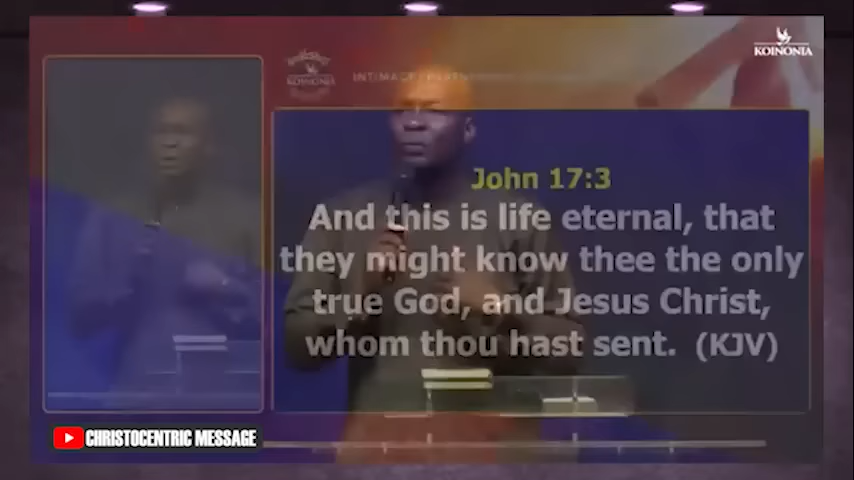 KOINONIA
KOINONIA
John 17:3
And this is life eternal, that
they might know thee the only
true God, and Jesus Christ,
whom thou hast sent. (KJV)
CHRISTOCENTRIC MESSAGE